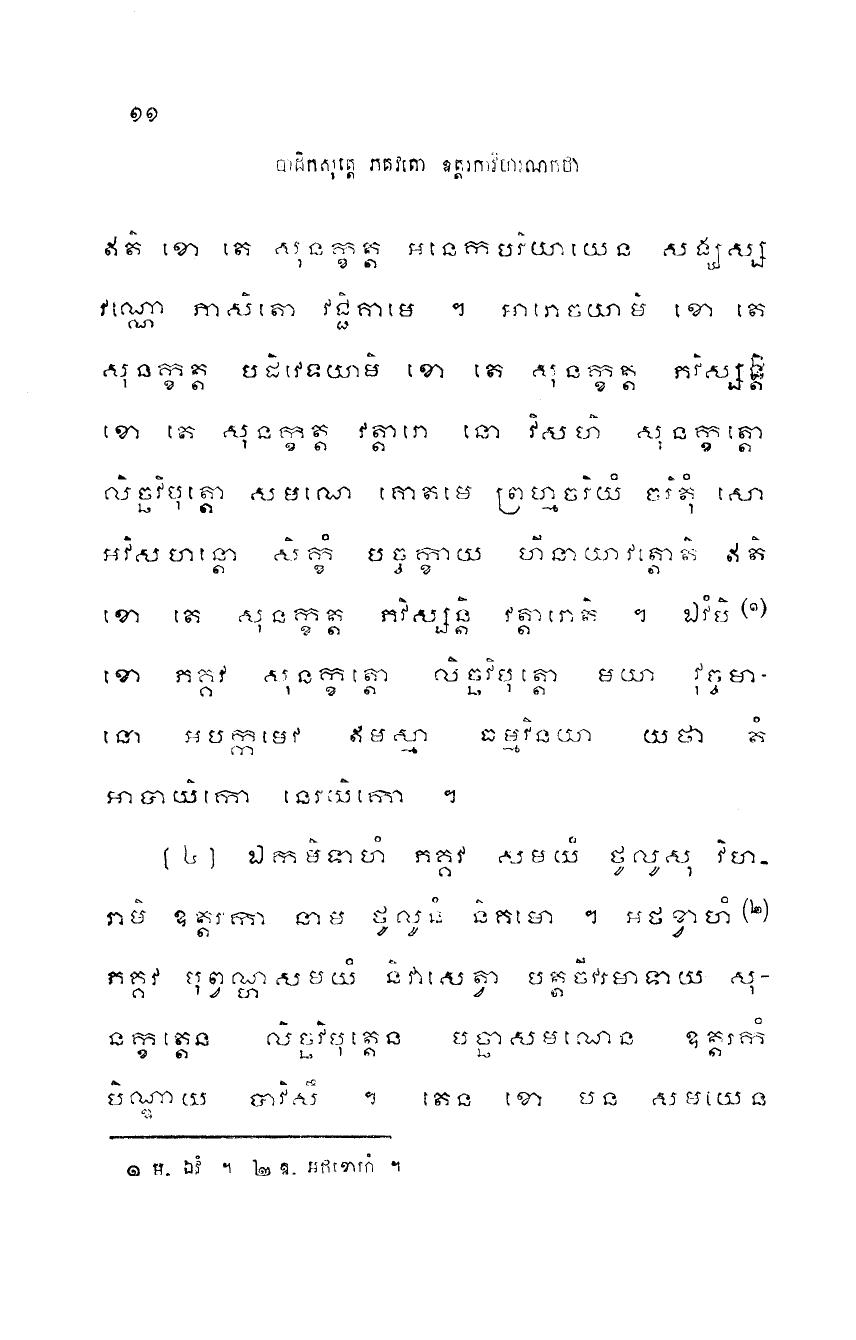 ១១
បាដិកសុត្តេ ភគវតោ ឧត្តរកាវិហរណកថា
ឥតិ ខោ តេ សុនក្ខត្ត អនេកបរិយាយេន សង្ឃស្ស
វណ្ណោ ភាសិតោ វជ្ជិគាមេ ។ អារោចយាមិ ខោ តេ
សុនក្ខត្ត បដិវេទយាមិ ខោ តេ សុនក្ខត្ត ភវិស្សន្តិ
ខោ តេ សុនក្ខត្ត វត្តារោ នោ វិសហិ សុនក្ខត្តោ
លិច្ឆវិបុត្តោ សមណោ គោតមេ ព្រហ្មចរិយំ ចរិតុំ សោ
អវិសហន្តោ សិក្ខំ បច្ចក្ខាយ ហីនាយាវត្តោតិ ឥតិ
ខោ តេ សុនក្ខត្ត ភវិស្សន្តិ វត្តារោតិ ។ ឯវំបិ (១)
ខោ ភគ្គវ សុនក្ខត្តោ លិច្ឆវិបុត្តោ មយា វុច្ចមា-
នោ អបក្កមេវ ឥមស្មា ធម្មវិនយា យថា តំ
អាបាយិកោ នេរយិកោ ។
(៤) ឯកមិទាហំ ភគ្គវ សមយំ ថូលូសុ វិហ-
រាមិ ឧត្តរកា នាម ថូលូនំ និគមោ ។ អថខ្វាហំ (២)
ភគ្គវ បុព្វណ្ហសមយំ និវាសេត្វា បត្តចីវរមាទាយ សុ-
នក្ខត្តេន លិច្ឆវិបុត្តេន បច្ឆាសមណេន ឧត្តរកំ
បិណ្ឌាយ បាវិសឹ ។ តេន ខោ បន សមយេន
១ ម. ឯវំ ។ ២ ឧ.